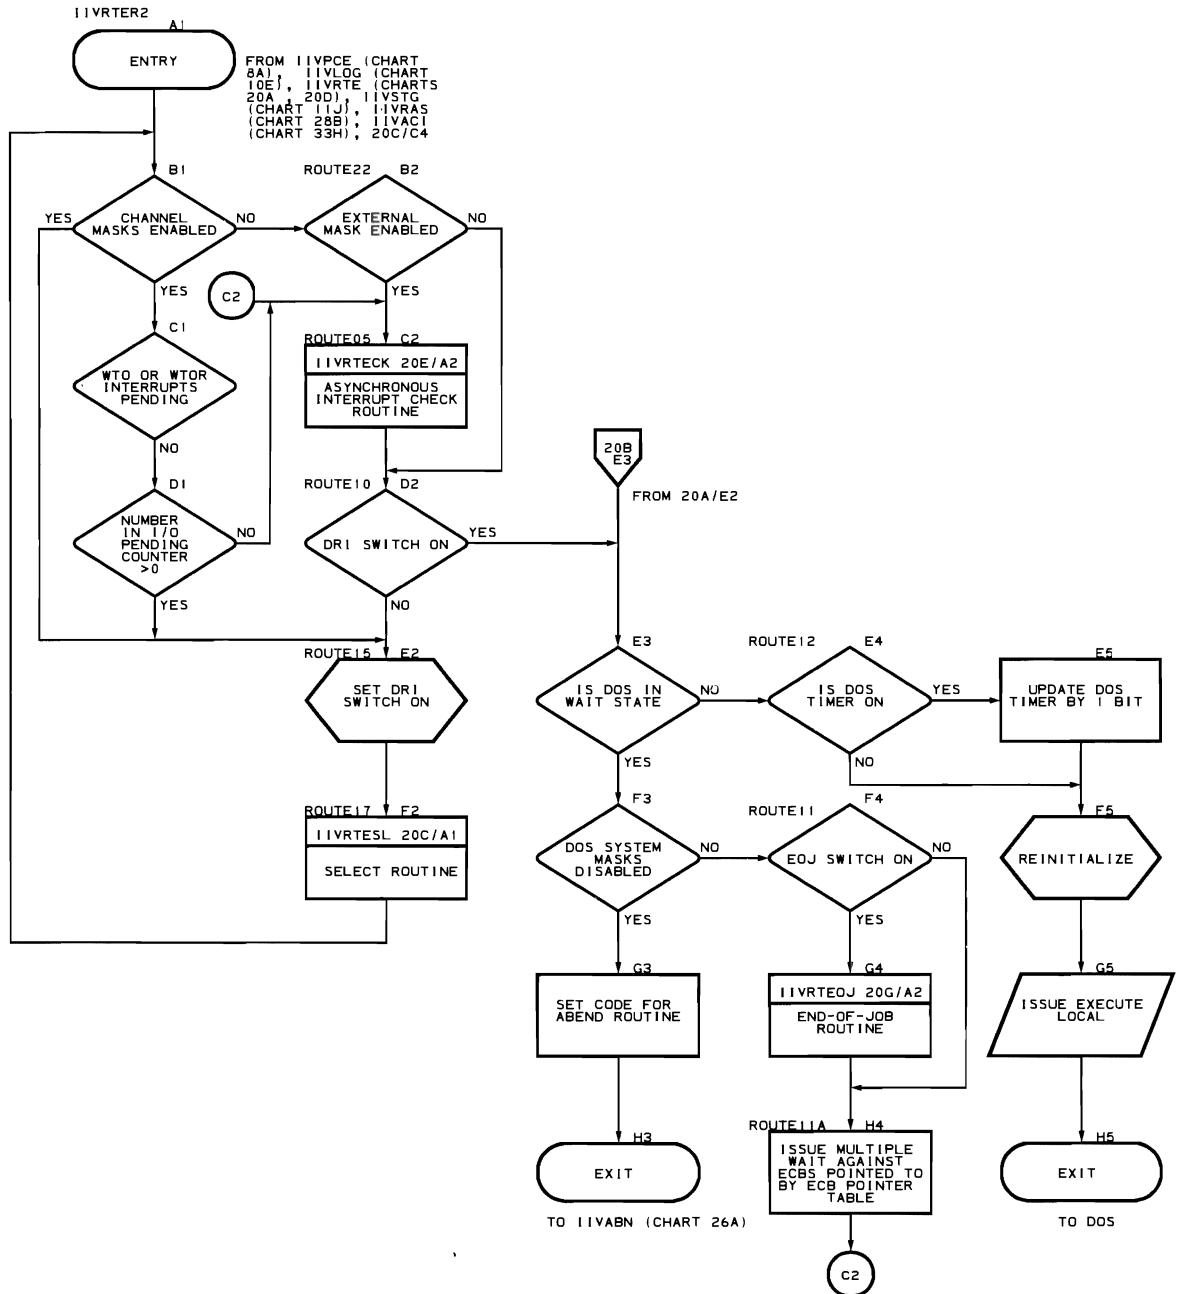 IIVRTER2
A1
ENTRY
FROM IIVPCE (CHART
8A), IIVLOG (CHART
10E), IIVRTE (CHARTS
20A , 20D), IIVSTG
(CHART 11J), IIVRAS
(CHART 28B), IIVACI
(CHART 33H), 20C/C4
B1
CHANNEL
MASKS ENABLED
YES
NO
YES
ROUTE22
B2
EXTERNAL
MASK ENABLED
NO
YES
C2
C1
WTO OR WTOR
INTERRUPTS
PENDING
NO
ROUTE05
C2
IIVRTECK 20E/A2
ASYNCHRONOUS
INTERRUPT CHECK
ROUTINE
20B
E3
FROM 20A/E2
D1
NUMBER
IN I/O
PENDING
COUNTER
>0
NO
YES
ROUTE10
D2
DRI SWITCH ON
YES
NO
ROUTE15
E2
SET DRI
SWITCH ON
E3
IS DOS IN
WAIT STATE
NO
YES
ROUTE12
E4
IS DOS
TIMER ON
YES
NO
E5
UPDATE DOS
TIMER BY 1 BIT
ROUTE17
F2
IIVRTESL 20C/A1
SELECT ROUTINE
F3
DOS SYSTEM
MASKS
DISABLED
NO
YES
ROUTE11
F4
EOJ SWITCH ON
NO
YES
F5
REINITIALIZE
G3
SET CODE FOR
ABEND ROUTINE
G4
IIVRTEOJ 20G/A2
END-OF-JOB
ROUTINE
G5
ISSUE EXECUTE
LOCAL
H3
EXIT
TO IIVABN (CHART 26A)
ROUTE11A
H4
ISSUE MULTIPLE
WAIT AGAINST
ECBS POINTED TO
BY ECB POINTER
TABLE
H5
EXIT
TO DOS
C2